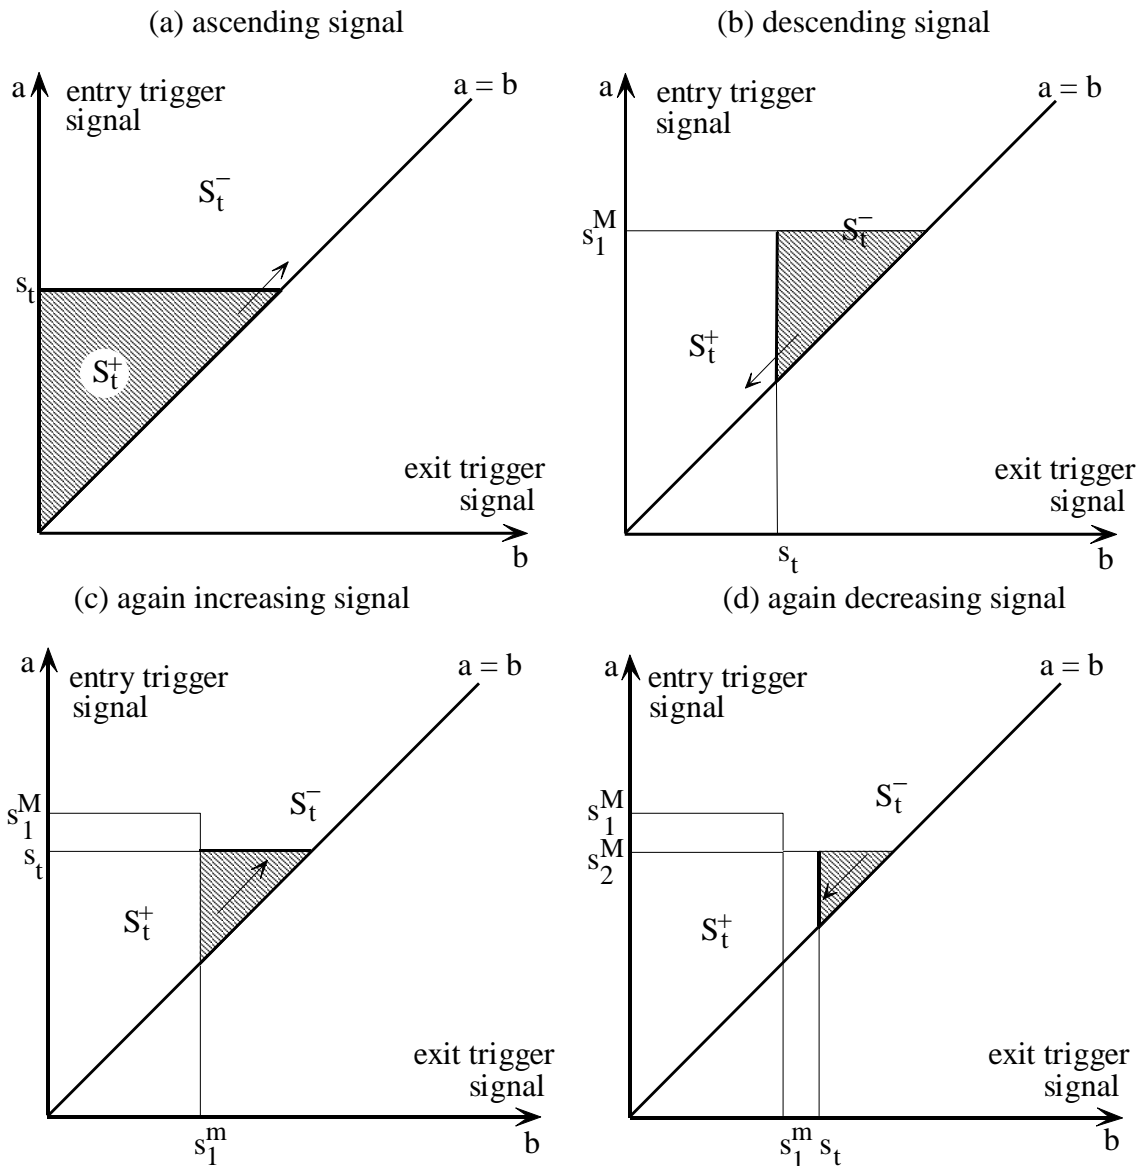 (a) ascending signal
a
entry trigger
signal
a = b
S_t^−
s_t
S_t^+
exit trigger
signal
b
(b) descending signal
a
entry trigger
signal
a = b
s_1^M
S_t^−
S_t^+
exit trigger
signal
s_t
b
(c) again increasing signal
a
entry trigger
signal
a = b
s_1^M
S_t^−
s_t
S_t^+
exit trigger
signal
s_1^m
b
(d) again decreasing signal
a
entry trigger
signal
a = b
s_1^M
S_t^−
s_2^M
S_t^+
exit trigger
signal
s_1^m s_t
b